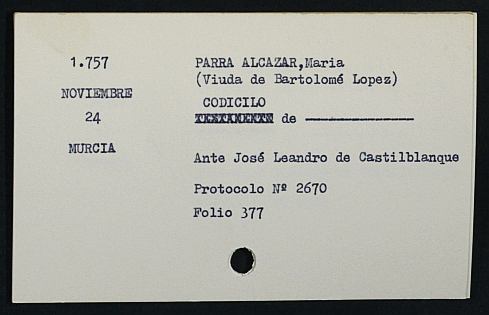 1.757
NOVIEMBRE
24
MURCIA
PARRA ALCAZAR,Maria
(Viuda de Bartolomé Lopez)
CODICILO
TESTAMENTO de
Ante José Leandro de Castilblanque
Protocolo Nº 2670
Folio 377